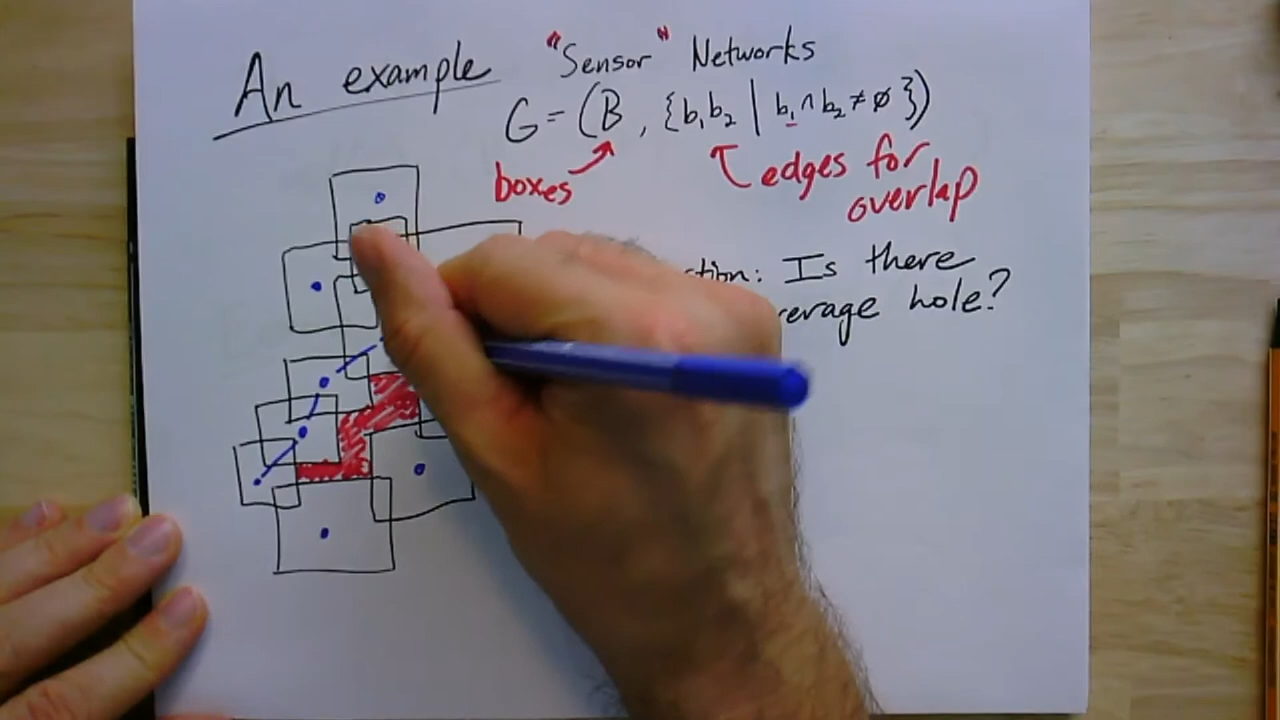 An example "Sensor" Networks
G = (B, {b₁b₂ | b₁ ∩ b₂ ≠ ∅})
boxes
edges for
overlap
Is there
hole?